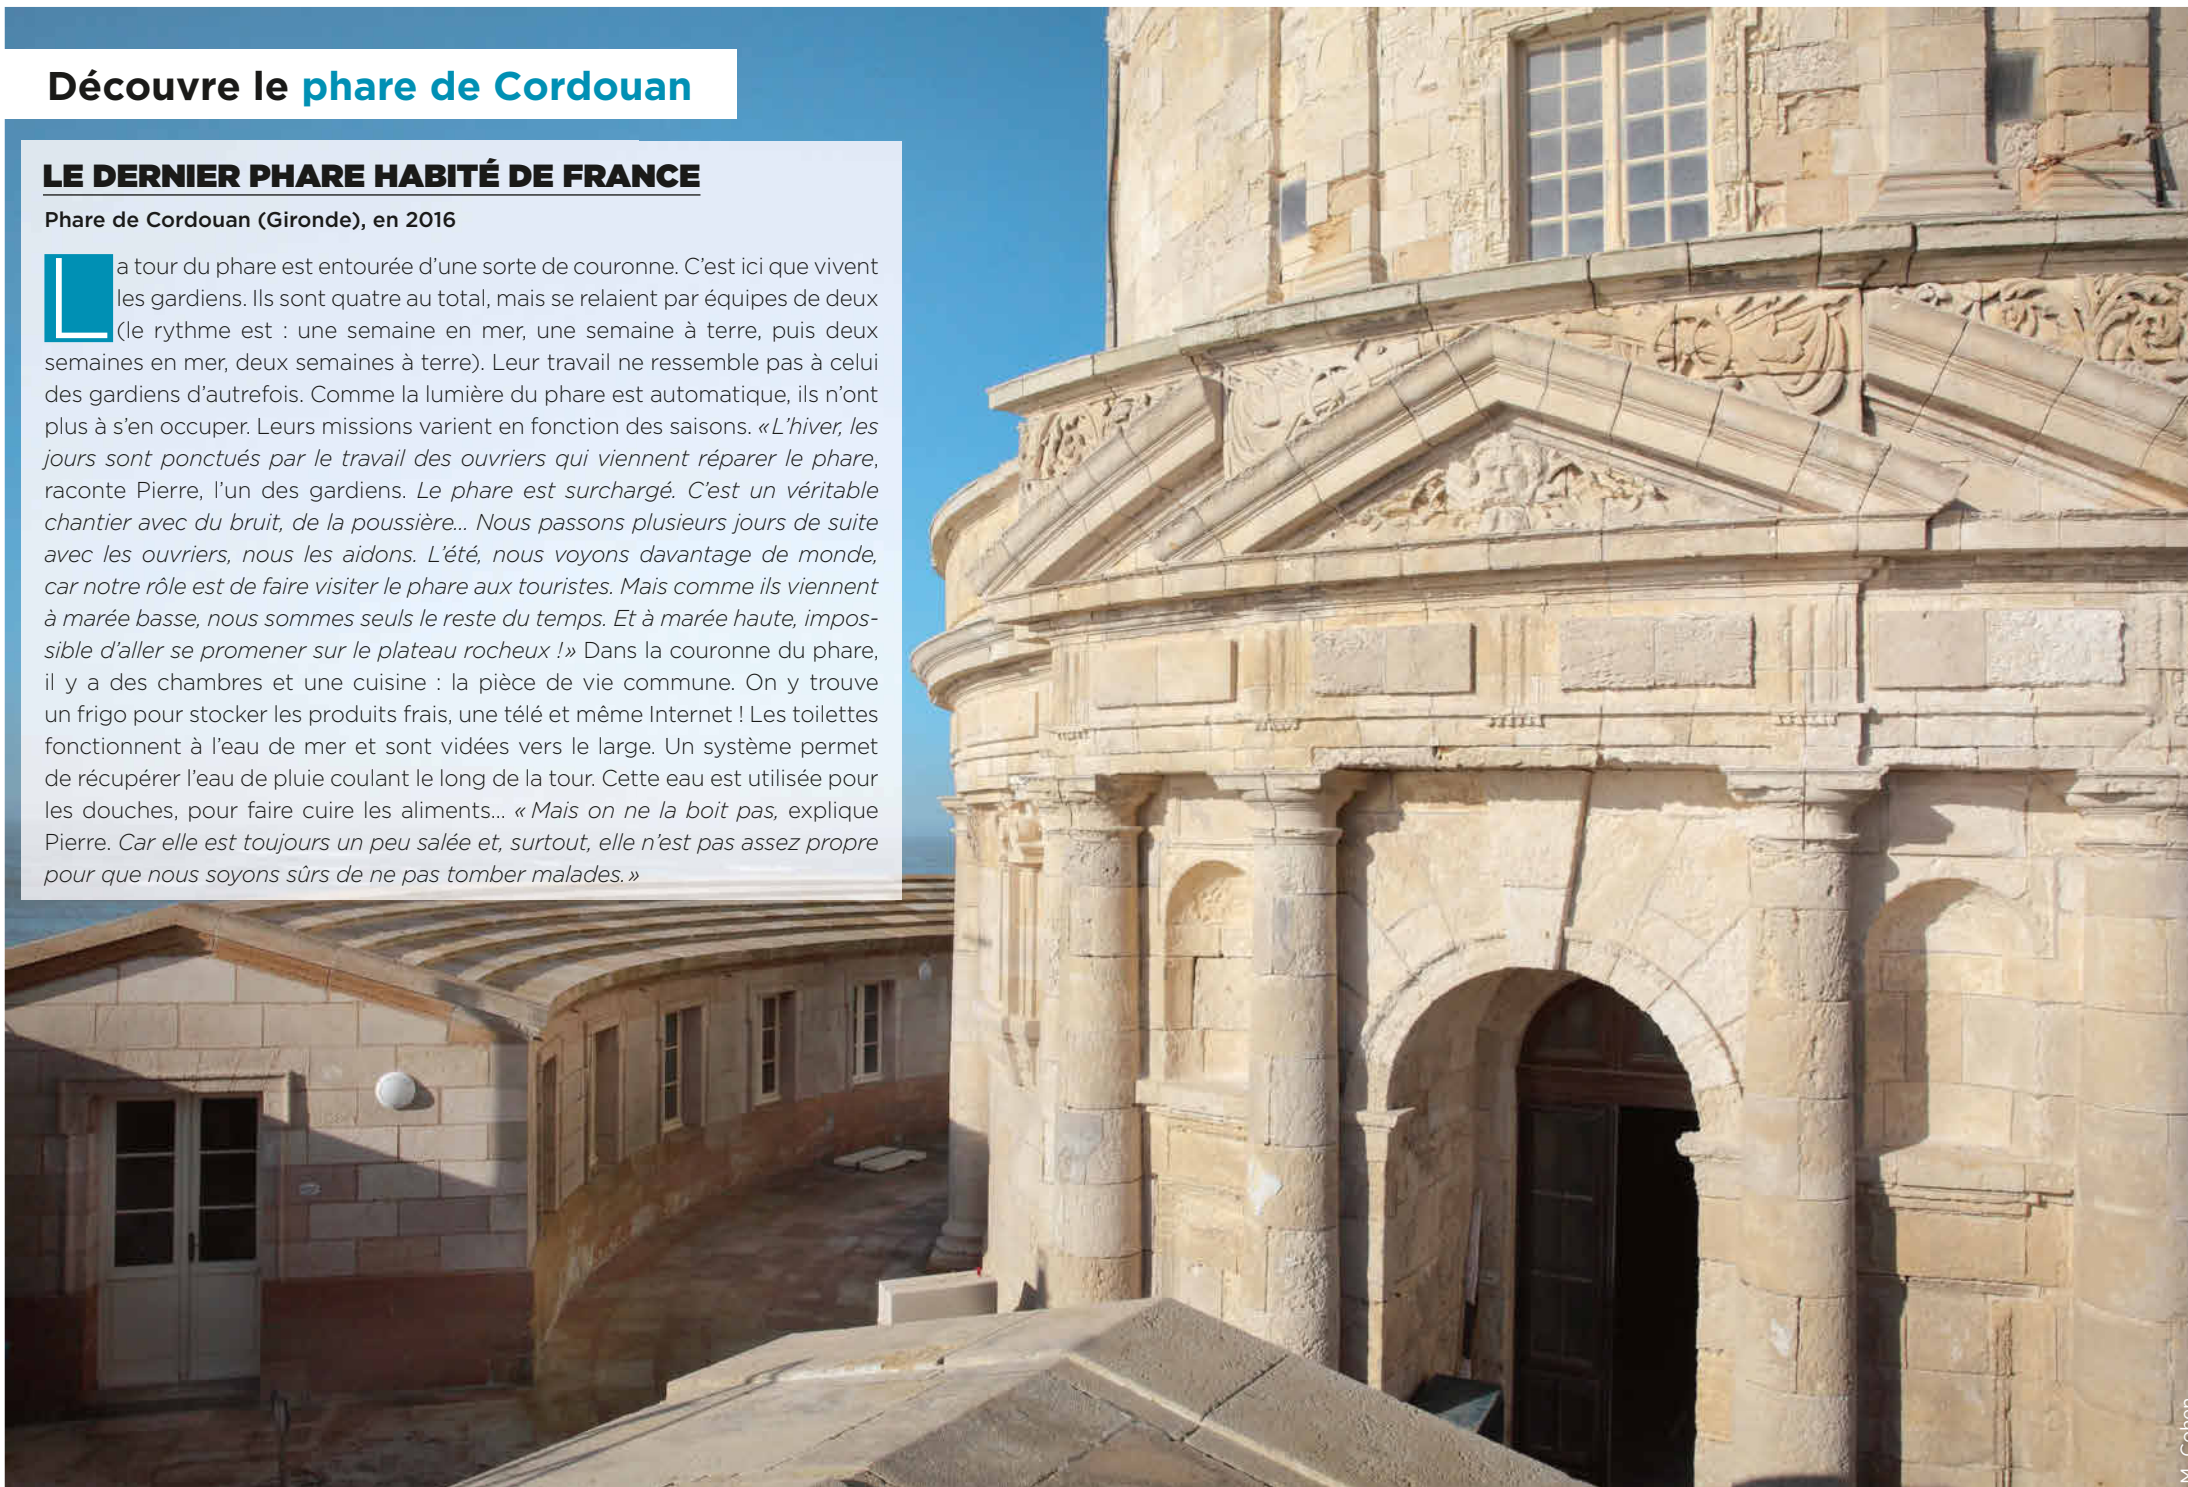 Découvre le phare de Cordouan
LE DERNIER PHARE HABITÉ DE FRANCE
Phare de Cordouan (Gironde), en 2016
La tour du phare est entourée d'une sorte de couronne. C'est ici que vivent
les gardiens. Ils sont quatre au total, mais se relaient par équipes de deux
(le rythme est : une semaine en mer, une semaine à terre, puis deux
semaines en mer, deux semaines à terre). Leur travail ne ressemble pas à celui
des gardiens d'autrefois. Comme la lumière du phare est automatique, ils n'ont
plus à s'en occuper. Leurs missions varient en fonction des saisons. «L'hiver, les
jours sont ponctués par le travail des ouvriers qui viennent réparer le phare,
raconte Pierre, l'un des gardiens. Le phare est surchargé. C'est un véritable
chantier avec du bruit, de la poussière... Nous passons plusieurs jours de suite
avec les ouvriers, nous les aidons. L'été, nous voyons davantage de monde,
car notre rôle est de faire visiter le phare aux touristes. Mais comme ils viennent
à marée basse, nous sommes seuls le reste du temps. Et à marée haute, impos-
sible d'aller se promener sur le plateau rocheux !» Dans la couronne du phare,
il y a des chambres et une cuisine : la pièce de vie commune. On y trouve
un frigo pour stocker les produits frais, une télé et même Internet ! Les toilettes
fonctionnent à l'eau de mer et sont vidées vers le large. Un système permet
de récupérer l'eau de pluie coulant le long de la tour. Cette eau est utilisée pour
les douches, pour faire cuire les aliments... « Mais on ne la boit pas, explique
Pierre. Car elle est toujours un peu salée et, surtout, elle n'est pas assez propre
pour que nous soyons sûrs de ne pas tomber malades.»
M. Cohen